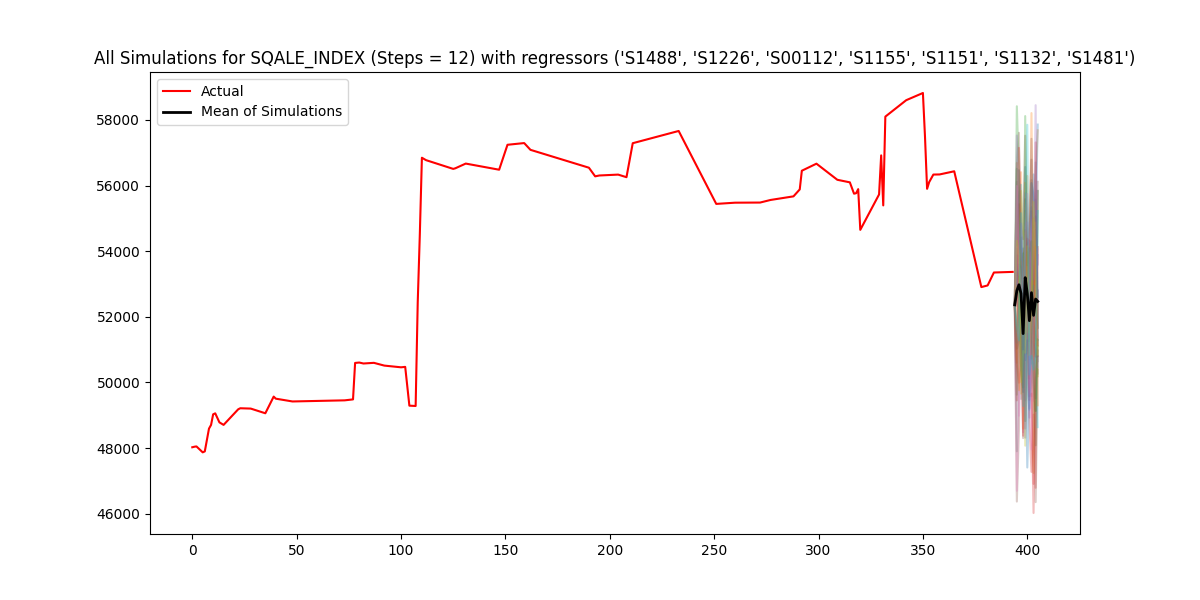 All Simulations for SQALE_INDEX (Steps = 12) with regressors ('S1488', 'S1226', 'S00112', 'S1155', 'S1151', 'S1132', 'S1481')
Actual
Mean of Simulations
58000
56000
54000
52000
50000
48000
46000
0 50 100 150 200 250 300 350 400